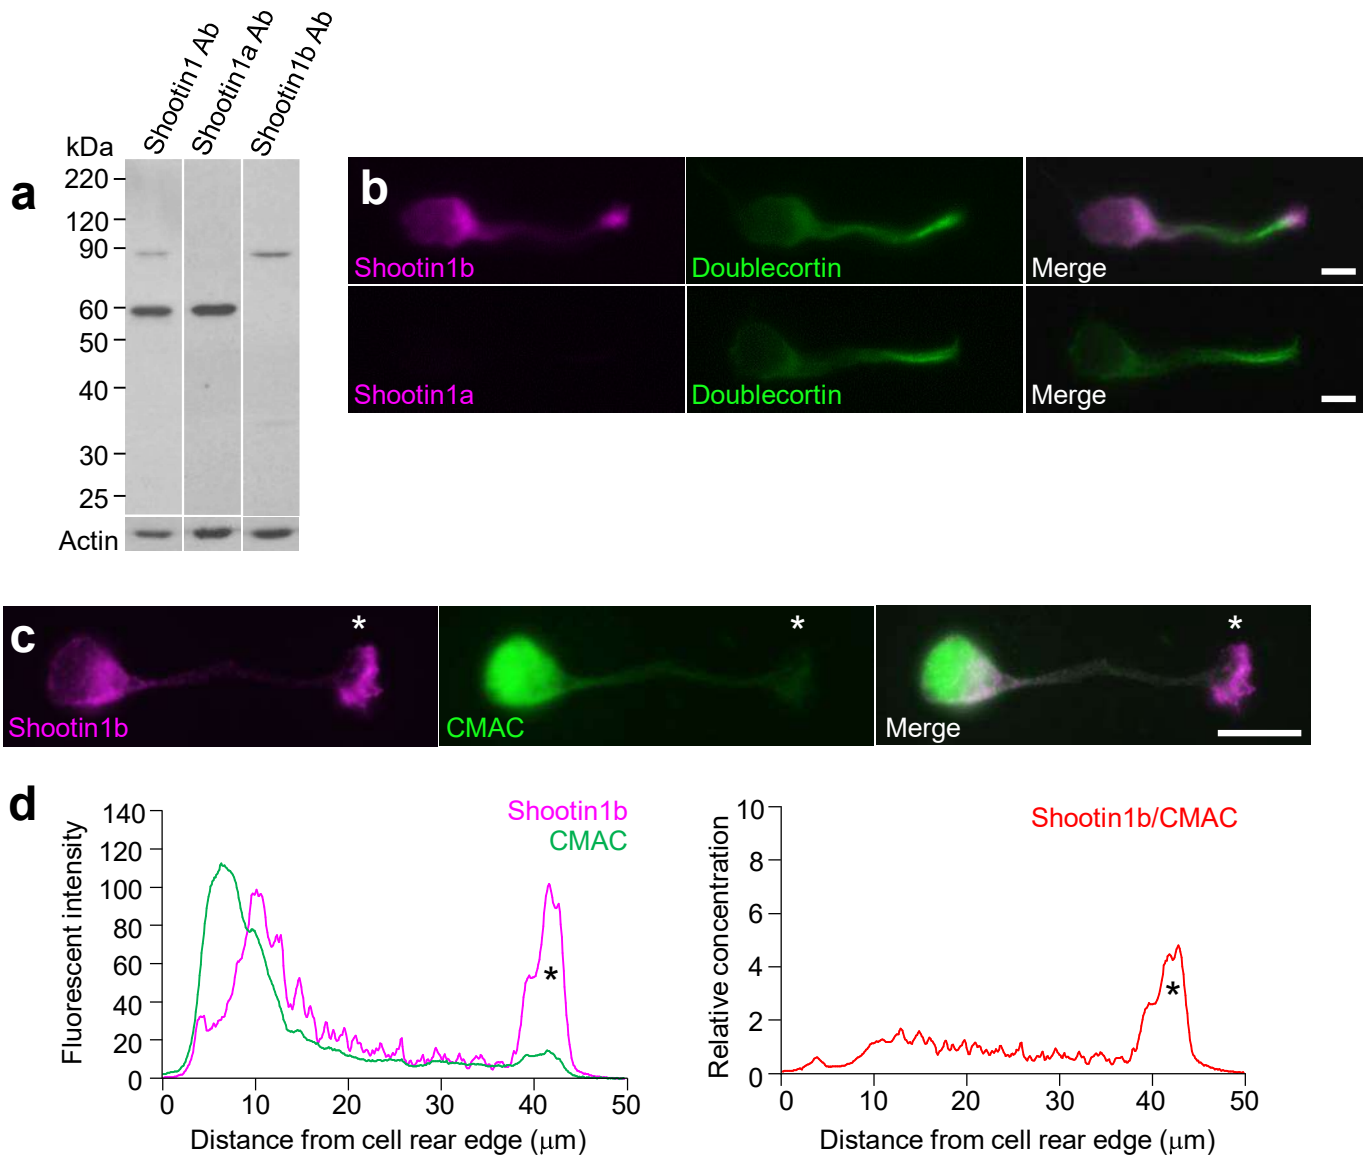 Shootin1 Ab
Shootin1a Ab
Shootin1b Ab
kDa
a
220
120
90
60
50
40
30
25
Actin
b
Shootin1b
Doublecortin
Merge
Shootin1a
Doublecortin
Merge
c
* * *
Shootin1b
CMAC
Merge
d
Shootin1b
CMAC
Fluorescent intensity
140
120
100
80
60
40
20
0
*
0 10 20 30 40 50
Distance from cell rear edge (μm)
Shootin1b/CMAC
Relative concentration
10
8
6
4
2
0
*
0 10 20 30 40 50
Distance from cell rear edge (μm)